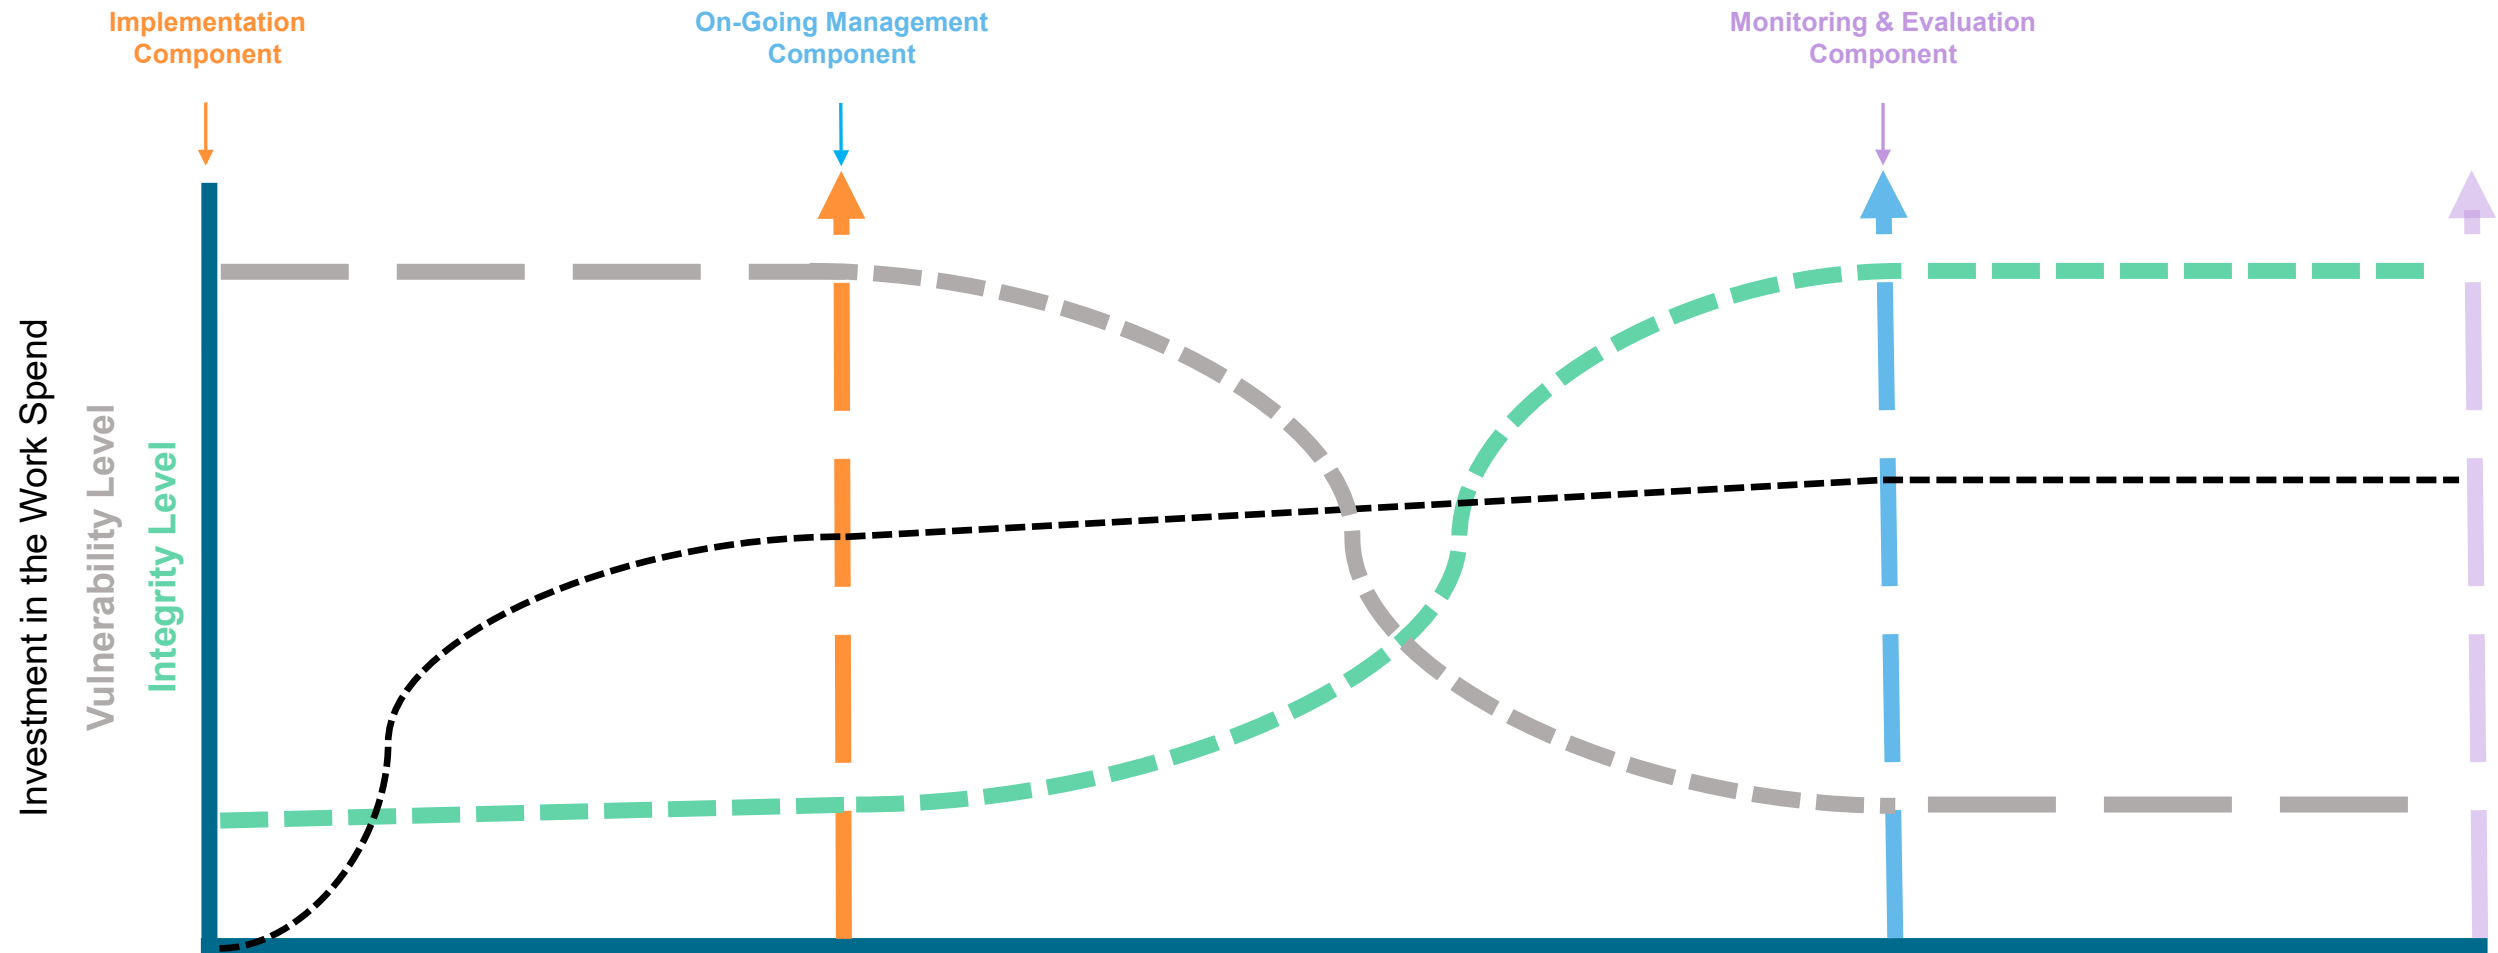 Implementation
Component
On-Going Management
Component
Monitoring & Evaluation
Component
Investment in the Work Spend
Vulnerability Level
Integrity Level